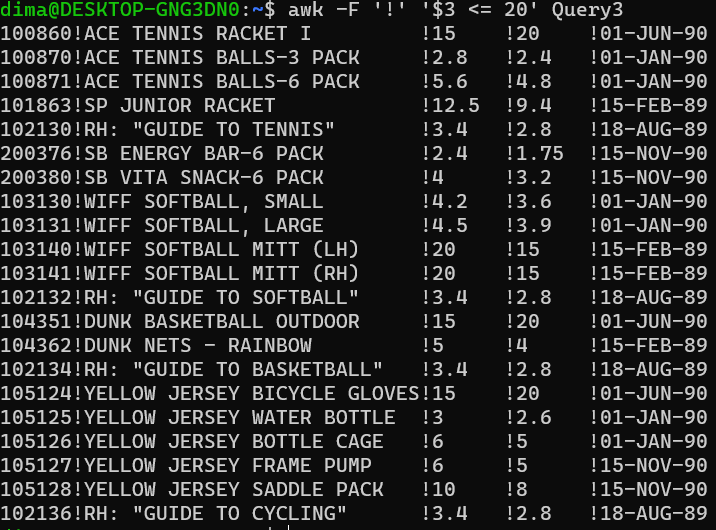 dima@DESKTOP-GNG3DN0:~$ awk -F '!' '$3 <= 20' Query3
100860!ACE TENNIS RACKET I         !15    !20    !01-JUN-90
100870!ACE TENNIS BALLS-3 PACK     !2.8   !2.4   !01-JAN-90
100871!ACE TENNIS BALLS-6 PACK     !5.6   !4.8   !01-JAN-90
101863!SP JUNIOR RACKET            !12.5  !9.4   !15-FEB-89
102130!RH: "GUIDE TO TENNIS"       !3.4   !2.8   !18-AUG-89
200376!SB ENERGY BAR-6 PACK        !2.4   !1.75  !15-NOV-90
200380!SB VITA SNACK-6 PACK        !4     !3.2   !15-NOV-90
103130!WIFF SOFTBALL, SMALL        !4.2   !3.6   !01-JAN-90
103131!WIFF SOFTBALL, LARGE        !4.5   !3.9   !01-JAN-90
103140!WIFF SOFTBALL MITT (LH)     !20    !15    !15-FEB-89
103141!WIFF SOFTBALL MITT (RH)     !20    !15    !15-FEB-89
102132!RH: "GUIDE TO SOFTBALL"     !3.4   !2.8   !18-AUG-89
104351!DUNK BASKETBALL OUTDOOR     !15    !20    !01-JUN-90
104362!DUNK NETS - RAINBOW         !5     !4     !15-FEB-89
102134!RH: "GUIDE TO BASKETBALL"   !3.4   !2.8   !18-AUG-89
105124!YELLOW JERSEY BICYCLE GLOVES!15    !20    !01-JUN-90
105125!YELLOW JERSEY WATER BOTTLE  !3     !2.6   !01-JAN-90
105126!YELLOW JERSEY BOTTLE CAGE   !6     !5     !01-JAN-90
105127!YELLOW JERSEY FRAME PUMP    !6     !5     !15-NOV-90
105128!YELLOW JERSEY SADDLE PACK   !10    !8     !15-NOV-90
102136!RH: "GUIDE TO CYCLING"      !3.4   !2.8   !18-AUG-89